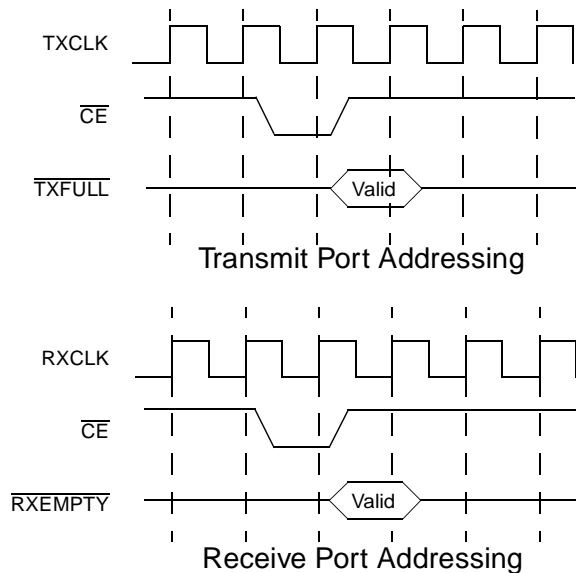 TXCLK
CE
TXFULL
Valid
Transmit Port Addressing
RXCLK
CE
RXEMPTY
Valid
Receive Port Addressing